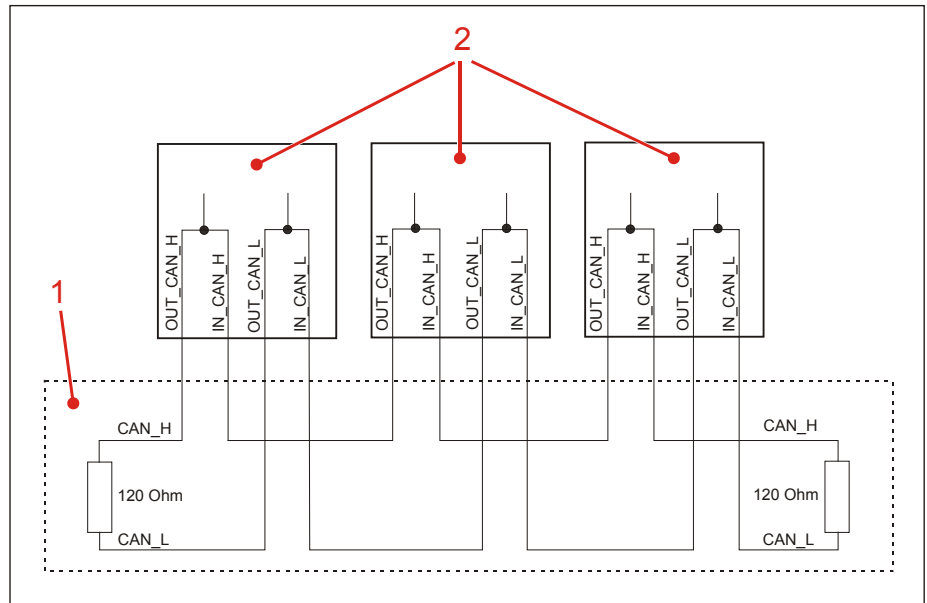 2
OUT_CAN_H
IN_CAN_H
OUT_CAN_L
IN_CAN_L
OUT_CAN_H
IN_CAN_H
OUT_CAN_L
IN_CAN_L
OUT_CAN_H
IN_CAN_H
OUT_CAN_L
IN_CAN_L
1
CAN_H
CAN_H
120 Ohm
120 Ohm
CAN_L
CAN_L